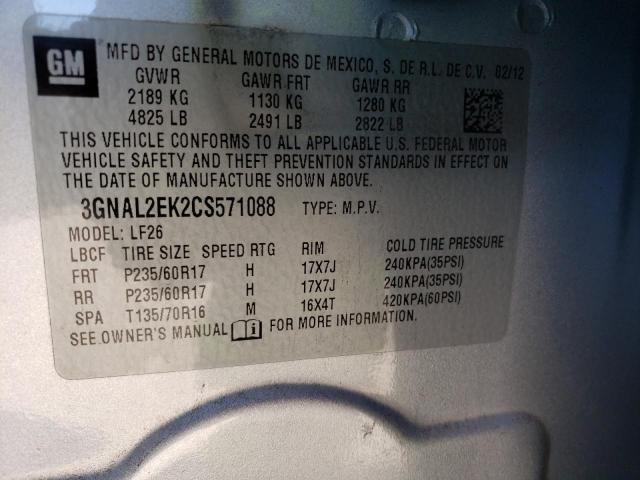 GM
MFD BY GENERAL MOTORS DE MEXICO, S. DE R.L. DE C.V. 02/12
GVWR GAWR FRT GAWR RR
2189 KG 1130 KG 1280 KG
4825 LB 2491 LB 2822 LB
THIS VEHICLE CONFORMS TO ALL APPLICABLE U.S. FEDERAL MOTOR
VEHICLE SAFETY AND THEFT PREVENTION STANDARDS IN EFFECT ON
THE DATE OF MANUFACTURE SHOWN ABOVE.
3GNAL2EK2CS571088 TYPE: M.P.V.
MODEL: LF26
LBCF TIRE SIZE SPEED RTG RIM COLD TIRE PRESSURE
FRT P235/60R17 H 17X7J 240KPA(35PSI)
RR P235/60R17 H 17X7J 240KPA(35PSI)
SPA T135/70R16 M 16X4T 420KPA(60PSI)
SEE OWNER'S MANUAL i FOR MORE INFORMATION.